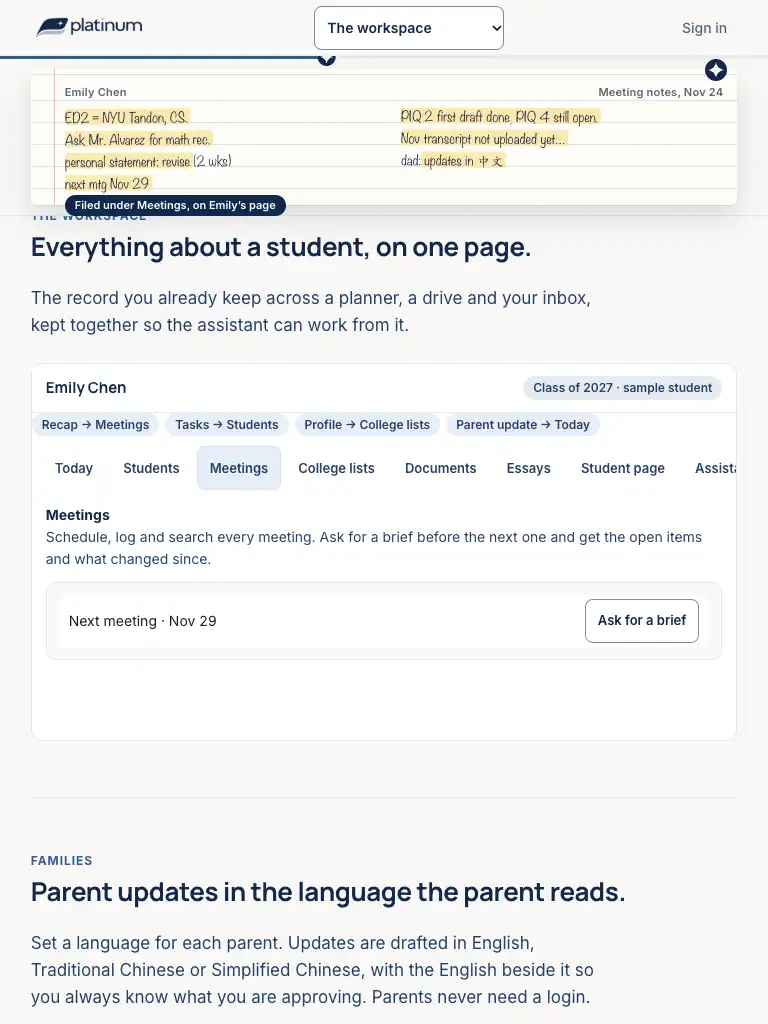 platinum
The workspace
Sign in
Emily Chen
Meeting notes, Nov 24
ED2 = NYU Tandon, CS.
Ask Mr. Alvarez for math rec.
personal statement: revise (2 wks)
next mtg Nov 29
PIQ 2 first draft done, PIQ 4 still open.
Nov transcript not uploaded yet...
dad: updates in 中文
Filed under Meetings, on Emily's page
THE WORKSPACE
Everything about a student, on one page.
The record you already keep across a planner, a drive and your inbox,
kept together so the assistant can work from it.
Emily Chen
Class of 2027 · sample student
Recap → Meetings
Tasks → Students
Profile → College lists
Parent update → Today
Today
Students
Meetings
College lists
Documents
Essays
Student page
Assista
Meetings
Schedule, log and search every meeting. Ask for a brief before the next one and get the open items
and what changed since.
Next meeting · Nov 29
Ask for a brief
FAMILIES
Parent updates in the language the parent reads.
Set a language for each parent. Updates are drafted in English,
Traditional Chinese or Simplified Chinese, with the English beside it so
you always know what you are approving. Parents never need a login.